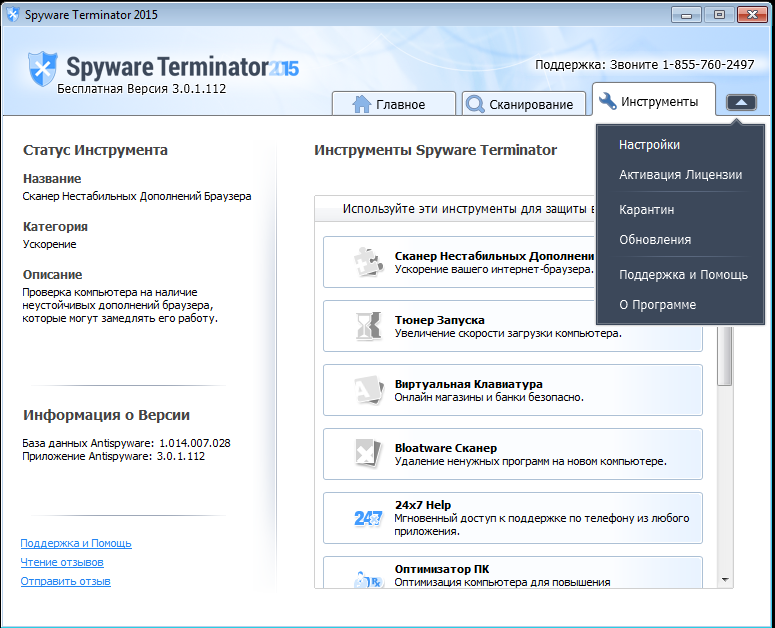 Spyware Terminator 2015
Spyware Terminator2015
Бесплатная Версия 3.0.1.112
Поддержка: Звоните 1-855-760-2497
Главное
Сканирование
Инструменты
Настройки
Активация Лицензии
Карантин
Обновления
Поддержка и Помощь
О Программе
Статус Инструмента
Название
Сканер Нестабильных Дополнений Браузера
Категория
Ускорение
Описание
Проверка компьютера на наличие
неустойчивых дополнений браузера,
которые могут замедлять его работу.
Информация о Версии
База данных Antispyware: 1.014.007.028
Приложение Antispyware: 3.0.1.112
Поддержка и Помощь
Чтение отзывов
Отправить отзыв
Инструменты Spyware Terminator
Используйте эти инструменты для защиты
Сканер Нестабильных Дополнени
Ускорение вашего интернет-браузера.
Тюнер Запуска
Увеличение скорости загрузки компьютера.
Виртуальная Клавиатура
Онлайн магазины и банки безопасно.
Bloatware Сканер
Удаление ненужных программ на новом компьютере.
24x7
24x7 Help
Мгновенный доступ к поддержке по телефону из любого
приложения.
Оптимизатор ПК
Оптимизация компьютера для повышения